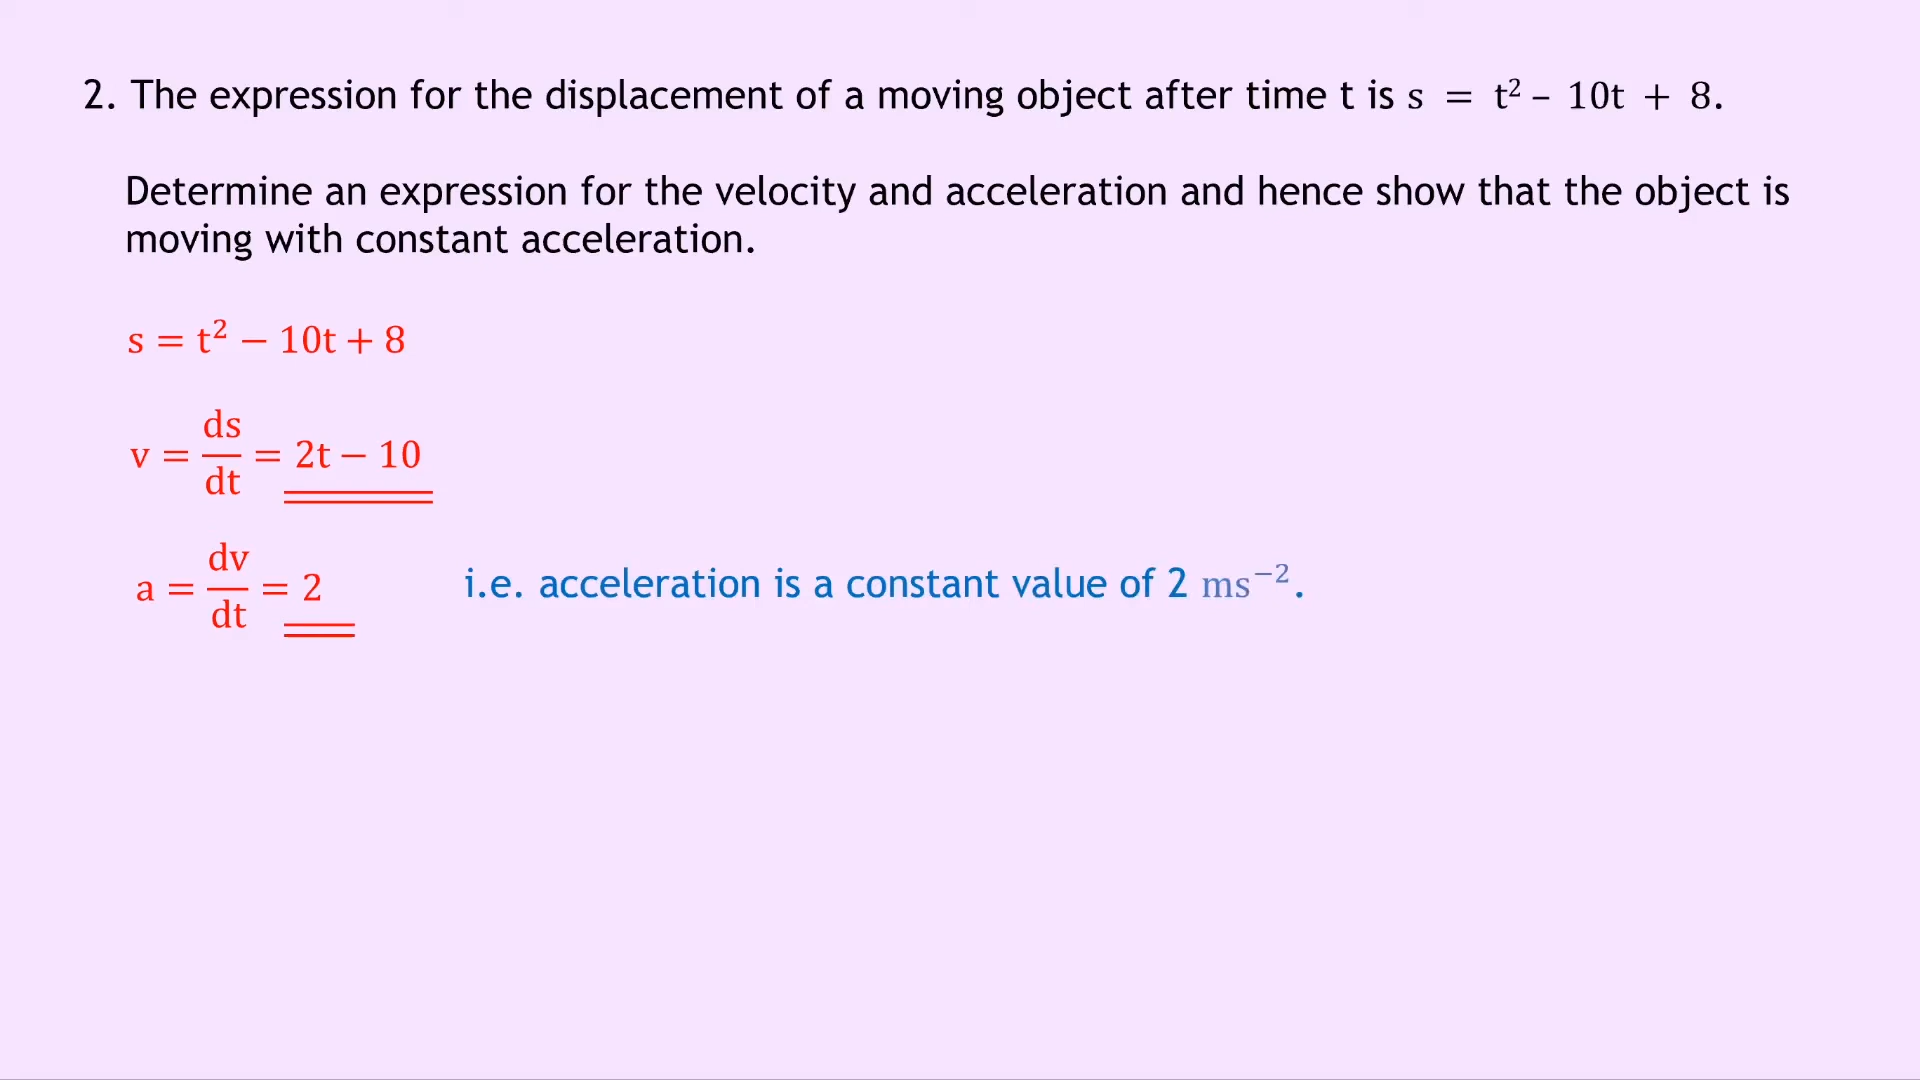 2. The expression for the displacement of a moving object after time t is s = t² – 10t + 8.
Determine an expression for the velocity and acceleration and hence show that the object is
moving with constant acceleration.
s = t² − 10t + 8
v = ds/dt = 2t − 10
a = dv/dt = 2 i.e. acceleration is a constant value of 2 ms⁻².